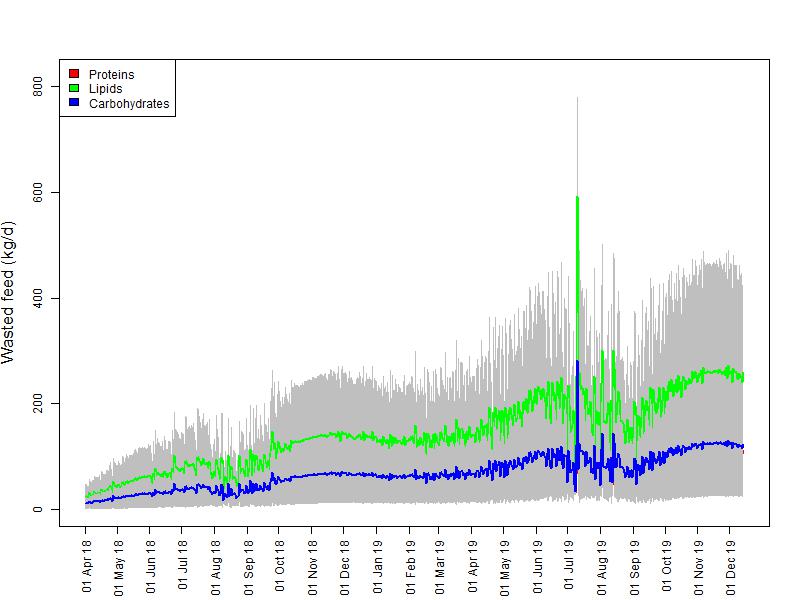 Proteins
Lipids
Carbohydrates
Wasted feed (kg/d)
800
600
400
200
0
01 Apr 18
01 May 18
01 Jun 18
01 Jul 18
01 Aug 18
01 Sep 18
01 Oct 18
01 Nov 18
01 Dec 18
01 Jan 19
01 Feb 19
01 Mar 19
01 Apr 19
01 May 19
01 Jun 19
01 Jul 19
01 Aug 19
01 Sep 19
01 Oct 19
01 Nov 19
01 Dec 19